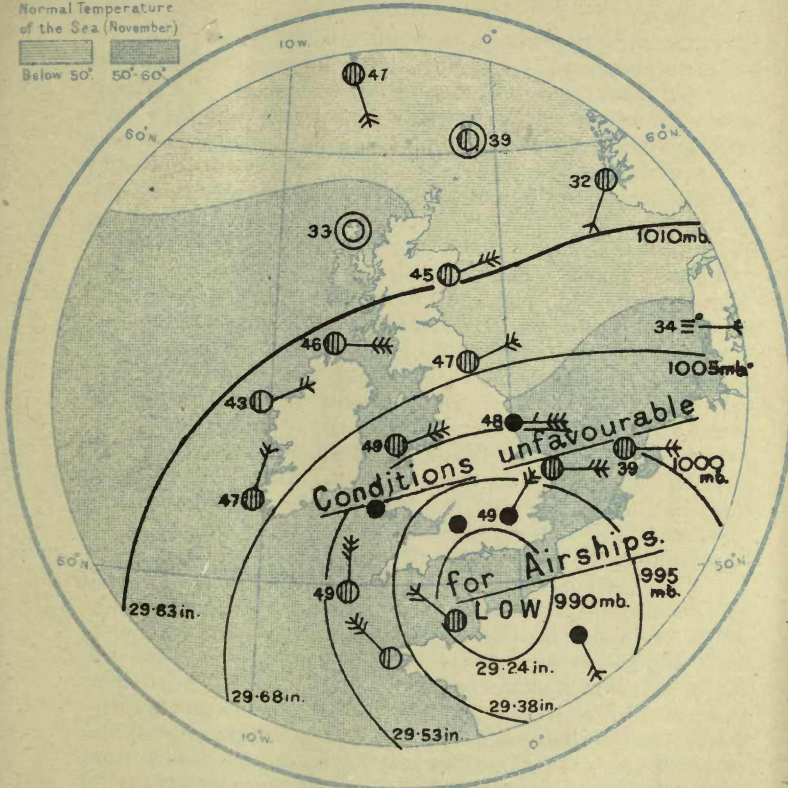 Normal Temperature
of the Sea (November)
Below 50°. 50°-60°.
10 W.
0°
47
60°N.
39
60°N.
32
33
1010mb.
45
34
46
47
1005mb.
43
48
49
unfavourable
39
1000
mb.
Conditions
47
49
50°N.
for Airships.
50°N.
995
mb.
49
LOW
990mb.
29·83in.
29·24in.
29·68in.
29·38in.
29·53in.
10°W.
0°